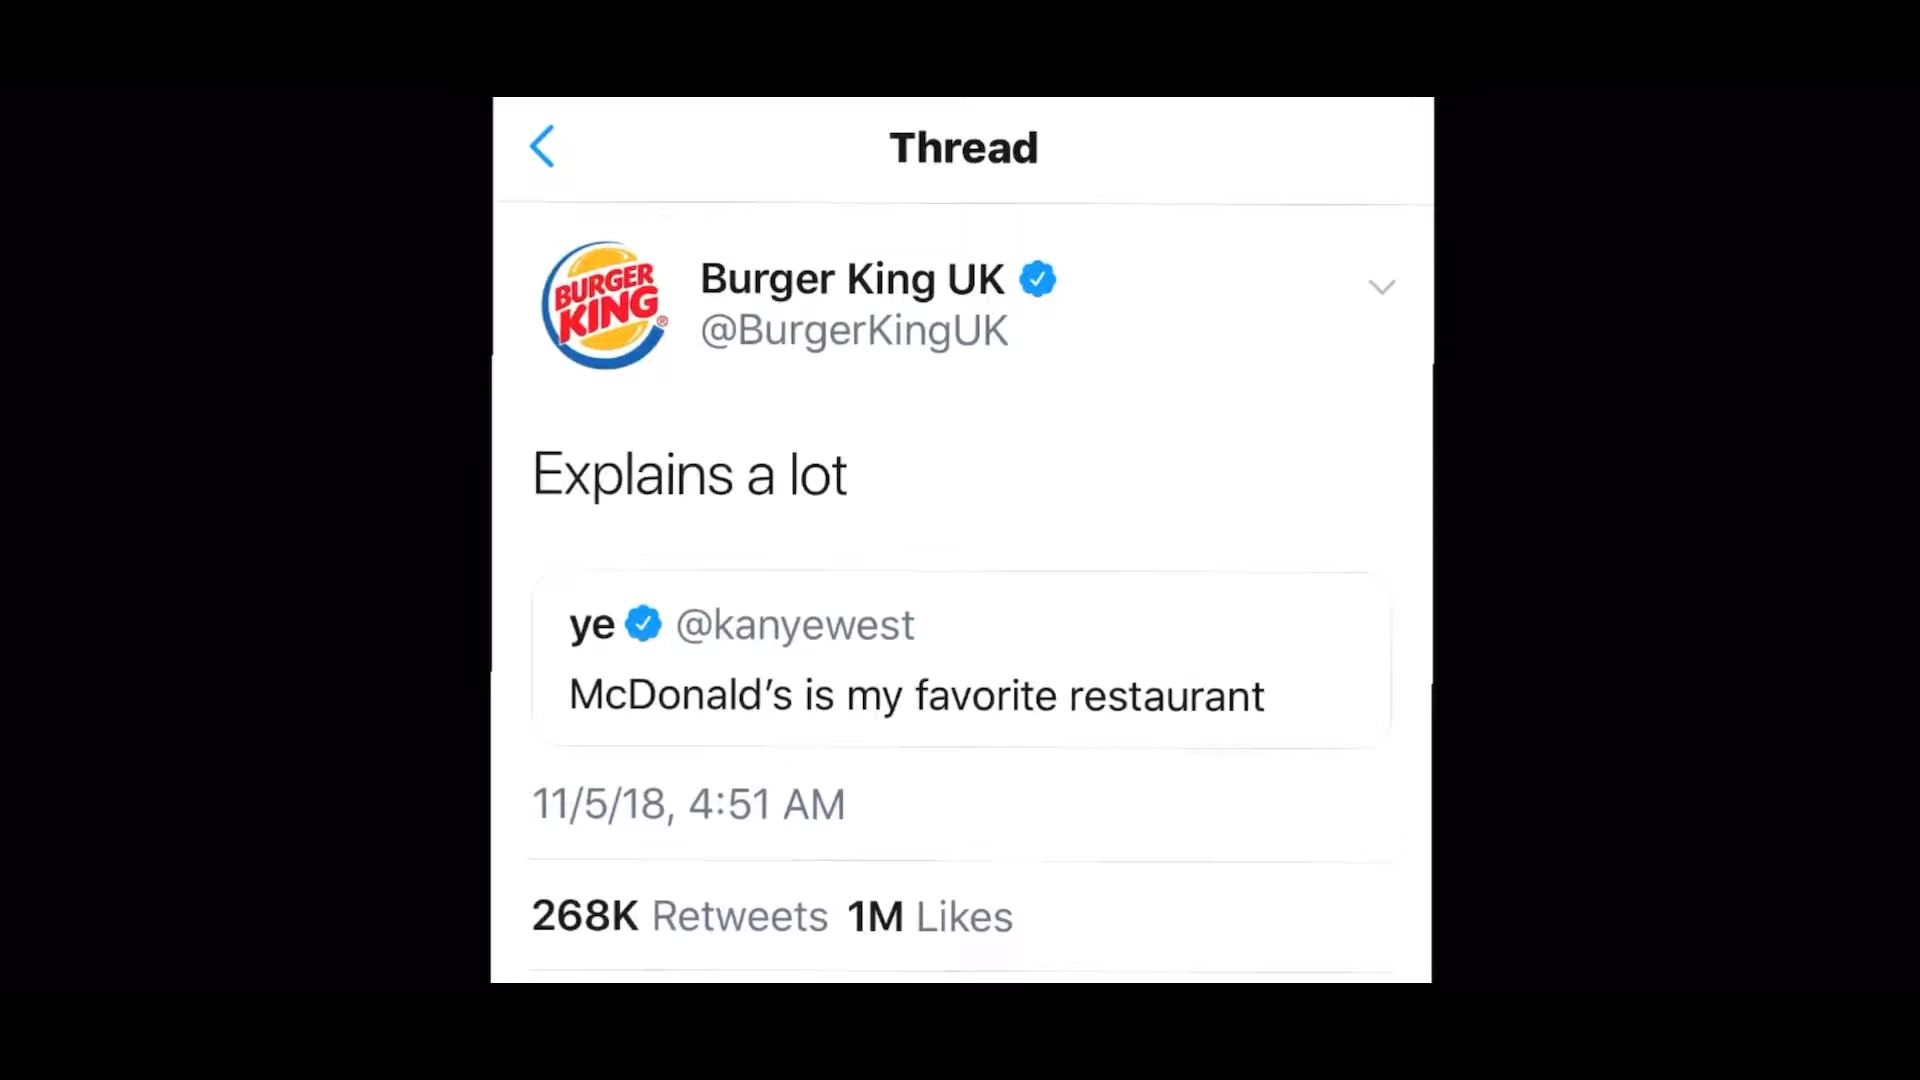 Thread
BURGER
KING®
Burger King UK
@BurgerKingUK
Explains a lot
ye @kanyewest
McDonald’s is my favorite restaurant
11/5/18, 4:51 AM
268K Retweets 1M Likes